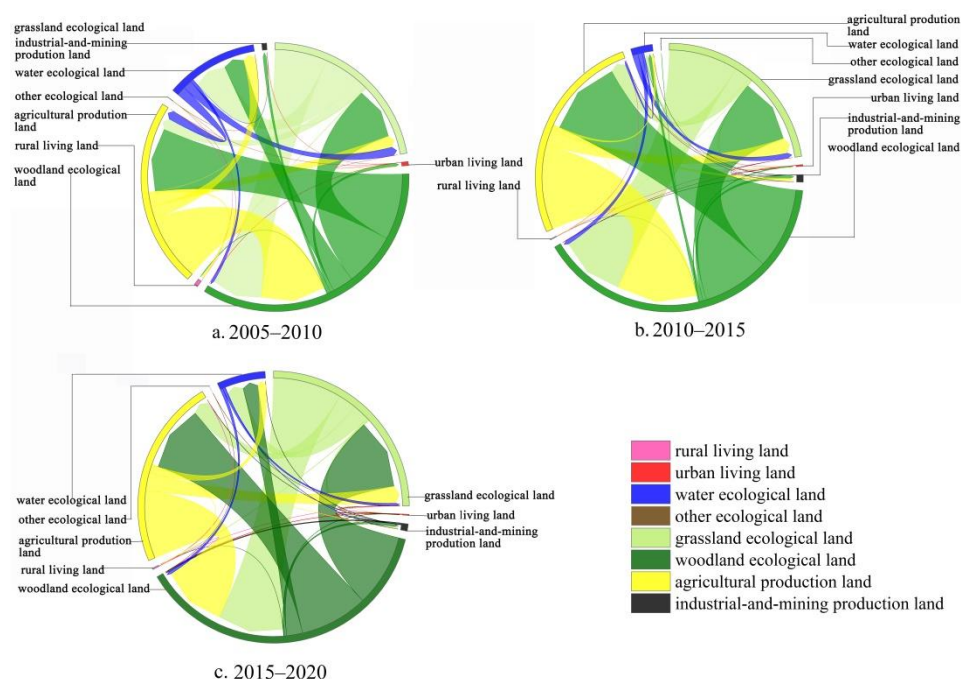 grassland ecological land
industrial-and-mining
prodution land
water ecological land
other ecological land
agricultural prodution
land
rural living land
woodland ecological
land
urban living land
a. 2005–2010
agricultural prodution
land
water ecological land
other ecological land
grassland ecological land
urban living land
industrial-and-mining
prodution land
woodland ecological land
rural living land
b. 2010–2015
water ecological land
other ecological land
agricultural prodution
land
rural living land
woodland ecological land
grassland ecological land
urban living land
industrial-and-mining
prodution land
c. 2015–2020
rural living land
urban living land
water ecological land
other ecological land
grassland ecological land
woodland ecological land
agricultural production land
industrial-and-mining production land